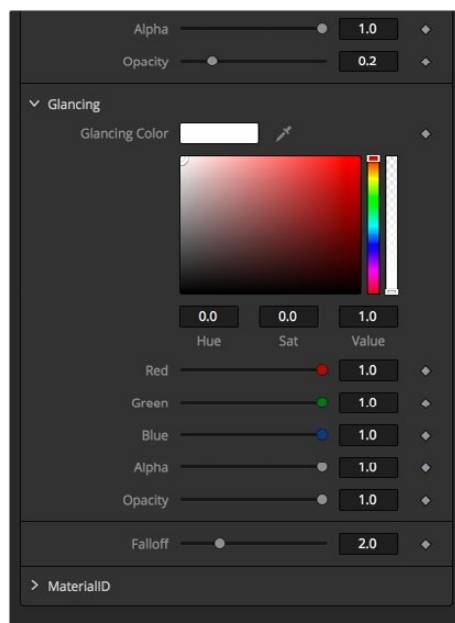 Alpha 1.0
Opacity 0.2
Glancing
Glancing Color
0.0 0.0 1.0
Hue Sat Value
Red 1.0
Green 1.0
Blue 1.0
Alpha 1.0
Opacity 1.0
Falloff 2.0
MaterialID